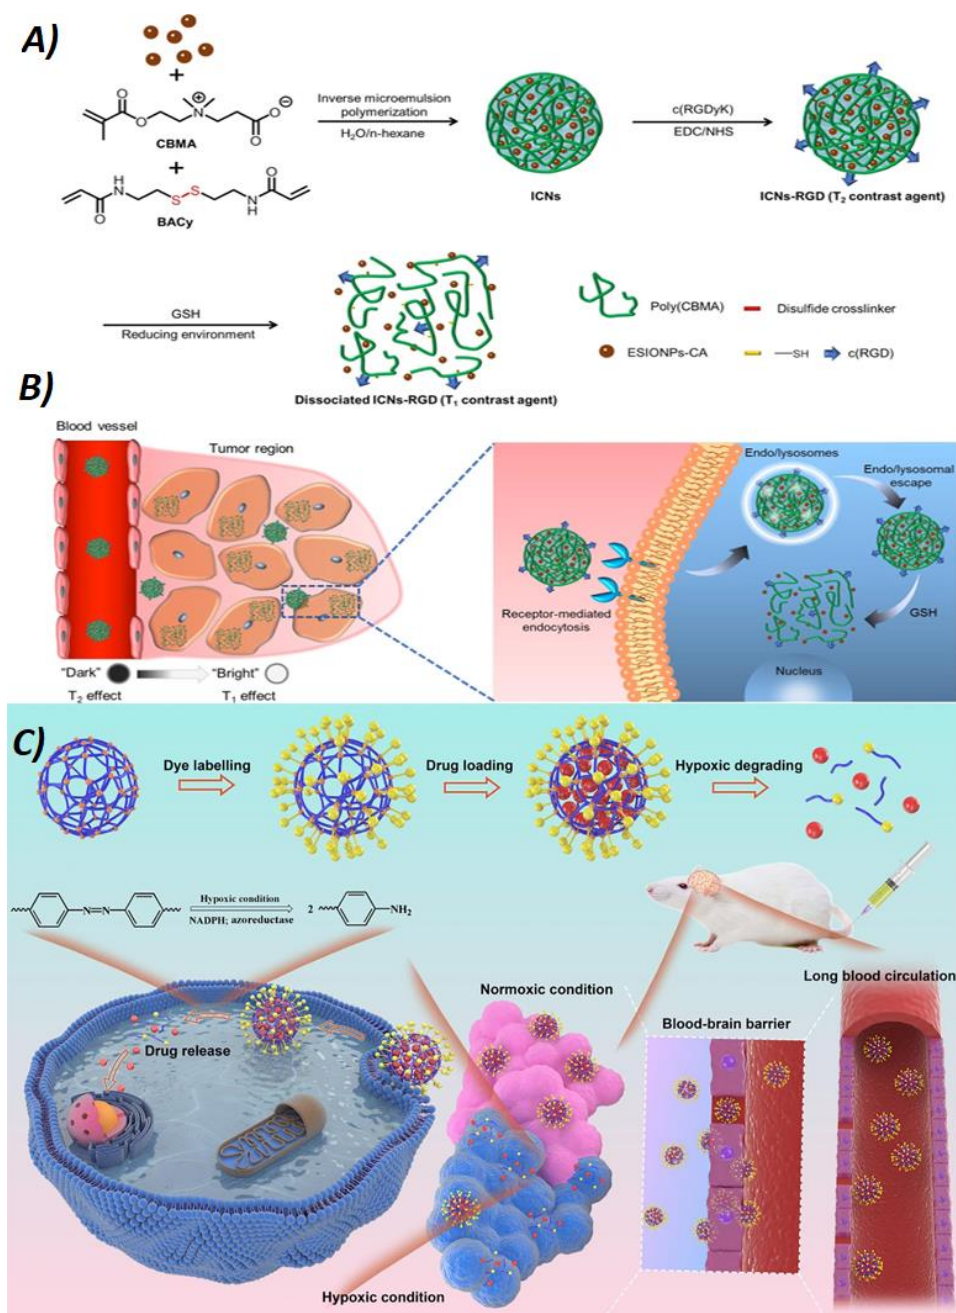 A)
+
CBMA
+
BACy
Inverse microemulsion
polymerization
H₂O/n-hexane
ICNs
c(RGDyK)
EDC/NHS
ICNs-RGD (T₂ contrast agent)
GSH
Reducing environment
Dissociated ICNs-RGD (T₁ contrast agent)
Poly(CBMA)
Disulfide crosslinker
ESIONPs-CA
—SH
c(RGD)
B)
Blood vessel
Tumor region
"Dark"
"Bright"
T₂ effect
T₁ effect
Endo/lysosomes
Endo/lysosomal
escape
Receptor-mediated
endocytosis
GSH
Nucleus
C)
Dye labelling
Drug loading
Hypoxic degrading
N=N
Hypoxic condition
NADPH; azoreductase
2
NH₂
Drug release
Normoxic condition
Hypoxic condition
Blood-brain barrier
Long blood circulation